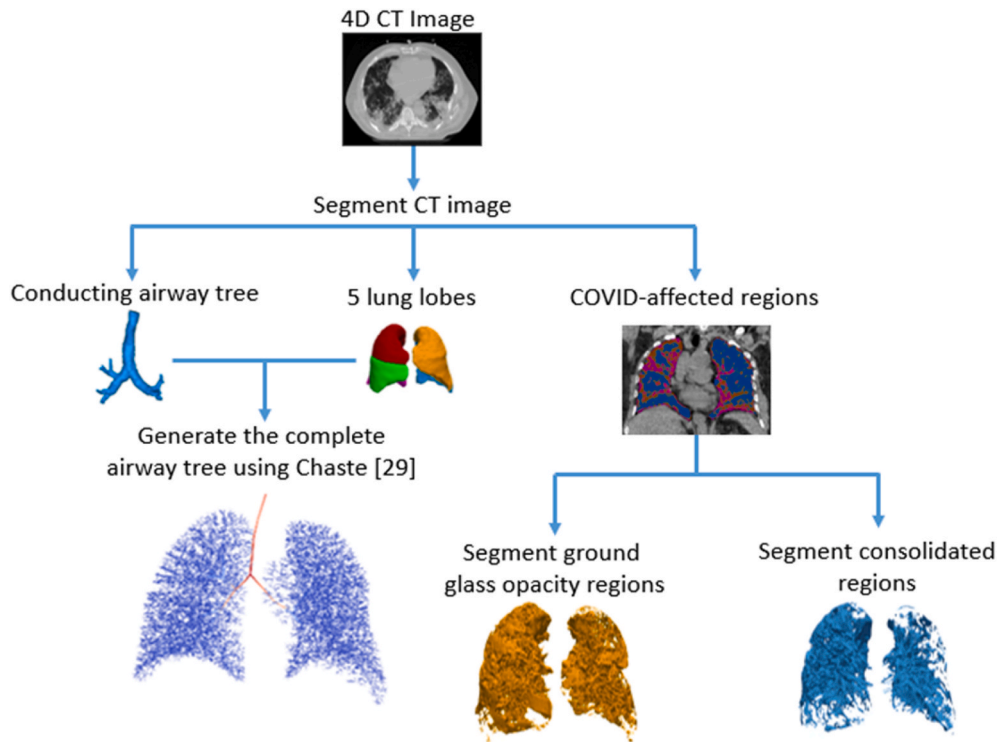 4D CT Image
Segment CT image
Conducting airway tree
5 lung lobes
COVID-affected regions
Generate the complete
airway tree using Chaste [29]
Segment ground
glass opacity regions
Segment consolidated
regions